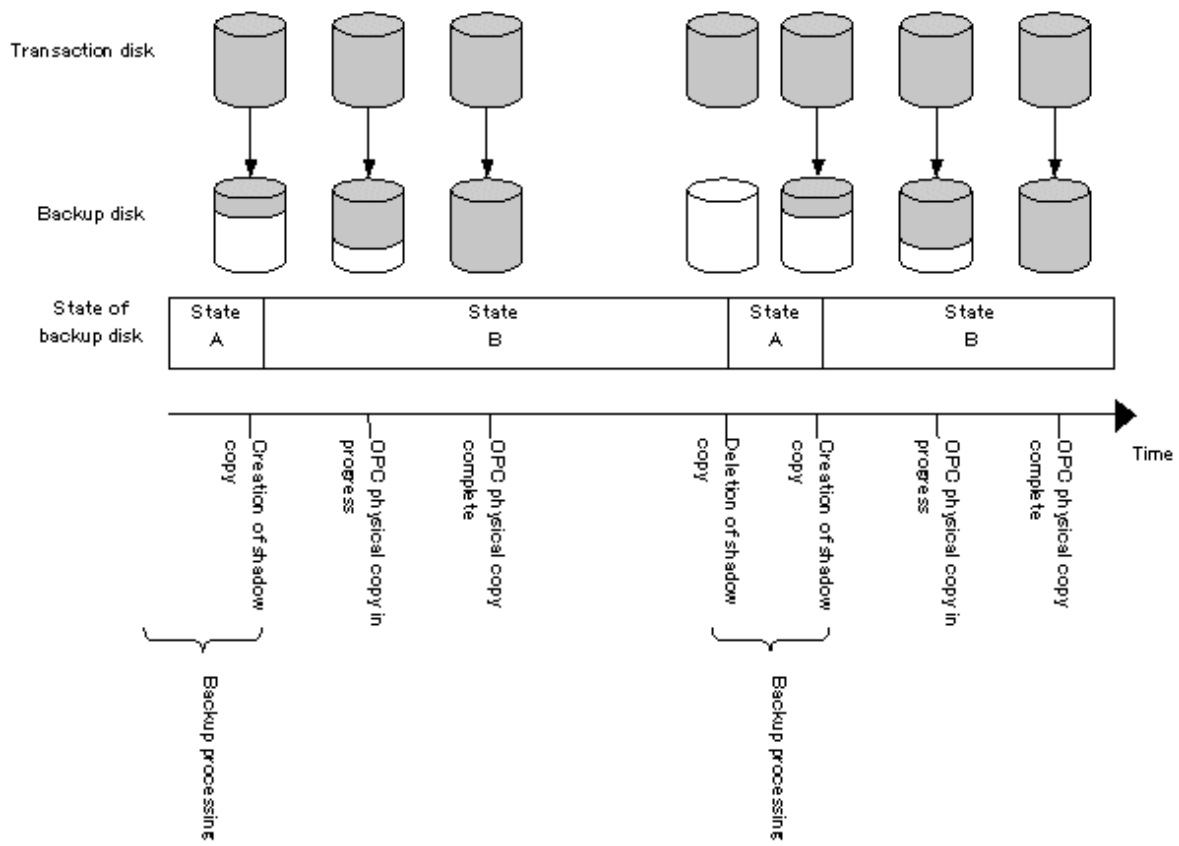 Transaction disk
Backup disk
State of
backup disk
State
A
State
B
State
A
State
B
Time
Creation of shadow
copy
OPC physical copy in
progress
OPC physical copy
complete
Deletion of shadow
copy
Creation of shadow
copy
OPC physical copy in
progress
OPC physical copy
complete
Backup processing
Backup processing